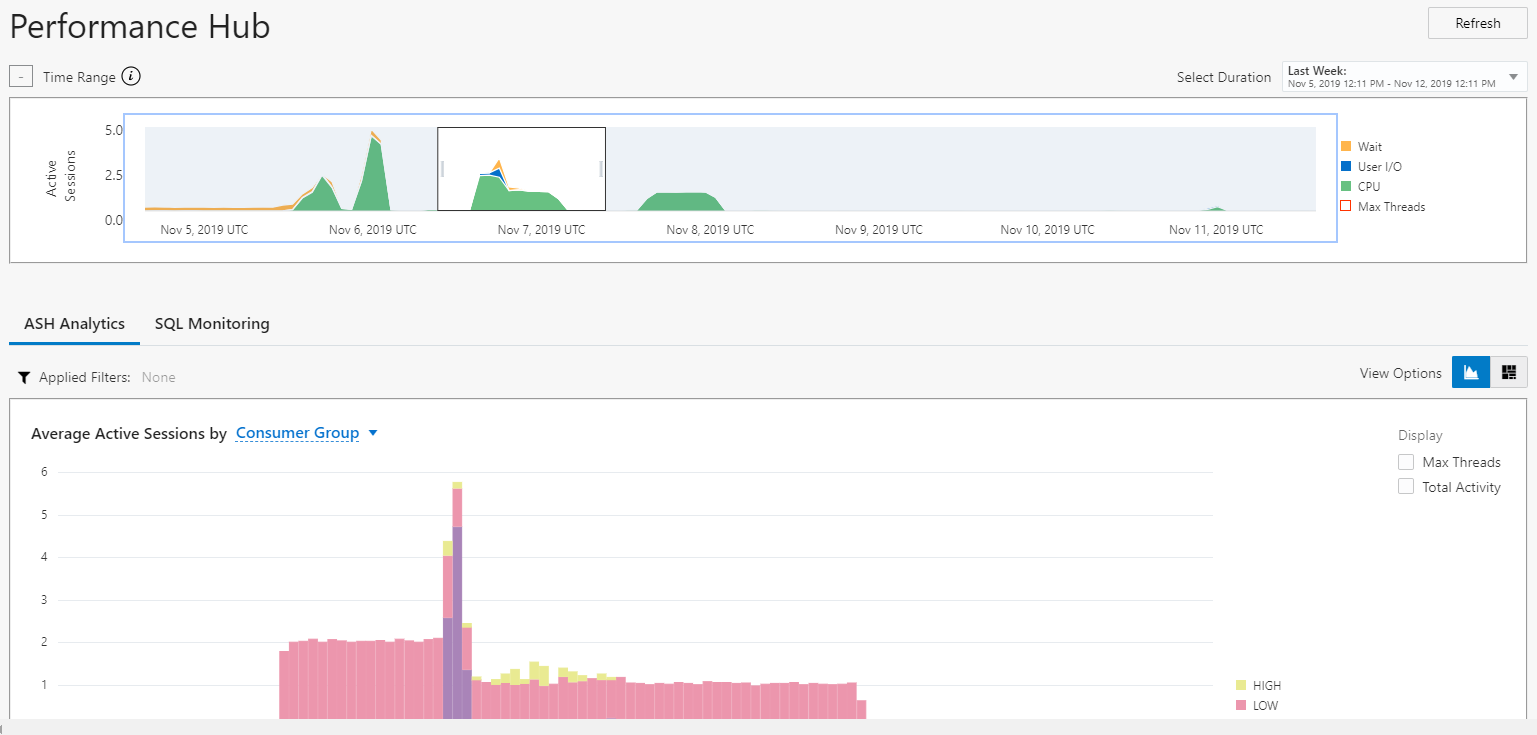 Performance Hub
Refresh
- Time Range i
Select Duration
Last Week:
Nov 5, 2019 12:11 PM - Nov 12, 2019 12:11 PM
Active
Sessions
5.0
2.5
0.0
Nov 5, 2019 UTC
Nov 6, 2019 UTC
Nov 7, 2019 UTC
Nov 8, 2019 UTC
Nov 9, 2019 UTC
Nov 10, 2019 UTC
Nov 11, 2019 UTC
Wait
User I/O
CPU
Max Threads
ASH Analytics
SQL Monitoring
Applied Filters: None
View Options
Average Active Sessions by Consumer Group
Display
Max Threads
Total Activity
6
5
4
3
2
1
HIGH
LOW